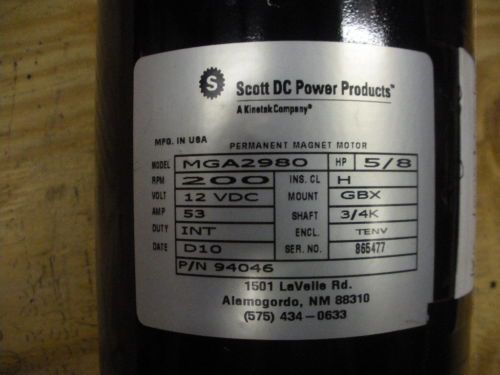 S
Scott DC Power Products™
A Kinetek Company®
MFG. IN USA PERMANENT MAGNET MOTOR
MODEL MGA2980 HP 5/8
RPM 200 INS. CL H
VOLT 12 VDC MOUNT GBX
AMP 53 SHAFT 3/4K
DUTY INT ENCL. TENV
DATE D10 SER. NO. 865477
P/N 94046
1501 LaVelle Rd.
Alamogordo, NM 88310
(575) 434-0633